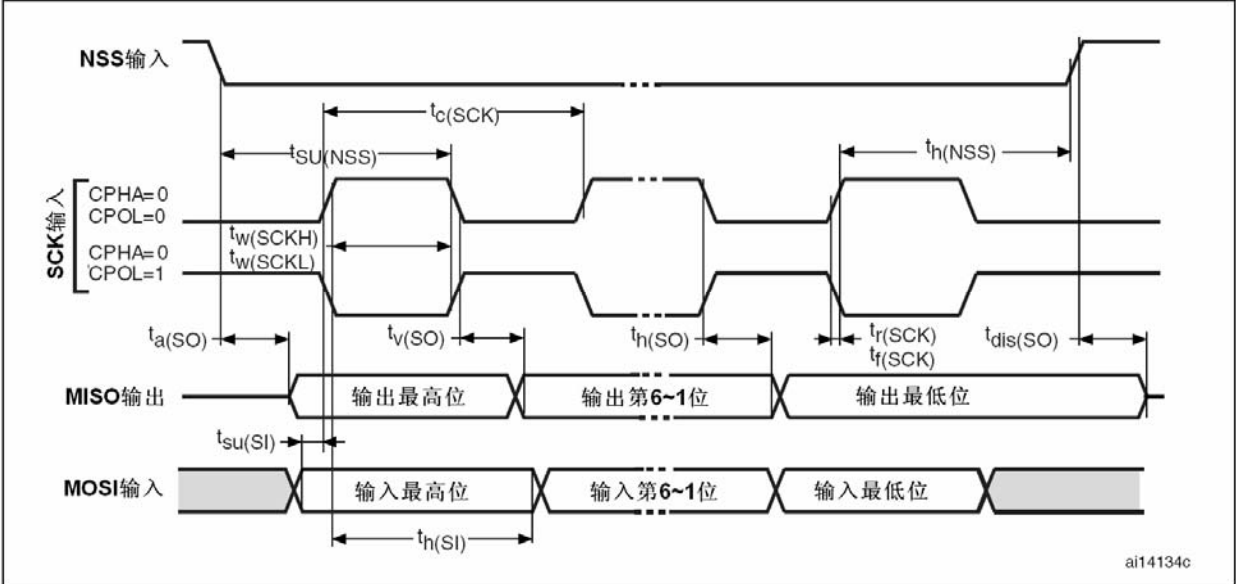 NSS输入
tc(SCK)
tSU(NSS)
th(NSS)
SCK输入
CPHA=0
CPOL=0
tw(SCKH)
CPHA=0
tw(SCKL)
CPOL=1
ta(SO)
tv(SO)
th(SO)
tr(SCK)
tf(SCK)
tdis(SO)
MISO输出
输出最高位
输出第6~1位
输出最低位
tsu(SI)
MOSI输入
输入最高位
输入第6~1位
输入最低位
th(SI)
ai14134c